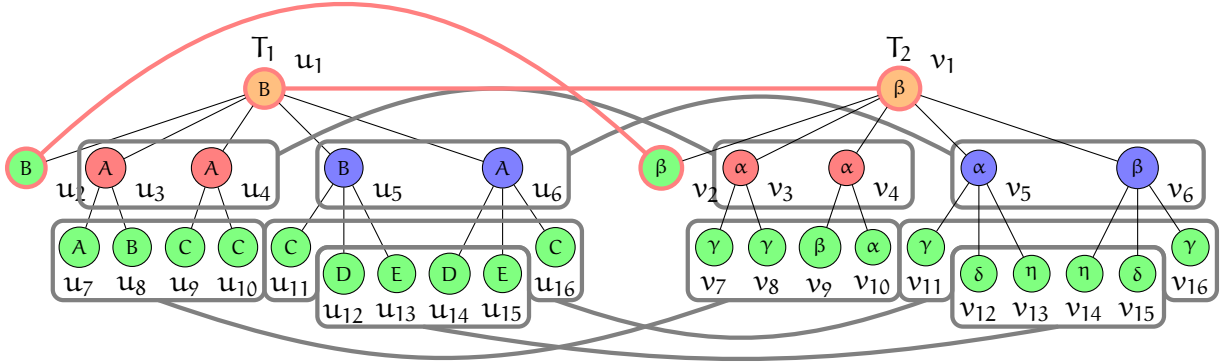 T1 u1 T2 v1
B β
B u2 A u3 A u4 B u5 A u6 β v2 α v3 α v4 α v5 β v6
A B C C C C γ γ β α γ γ
D E D E δ η η δ
u7 u8 u9 u10 u11 u16 v7 v8 v9 v10 v11 v16
u12 u13 u14 u15 v12 v13 v14 v15